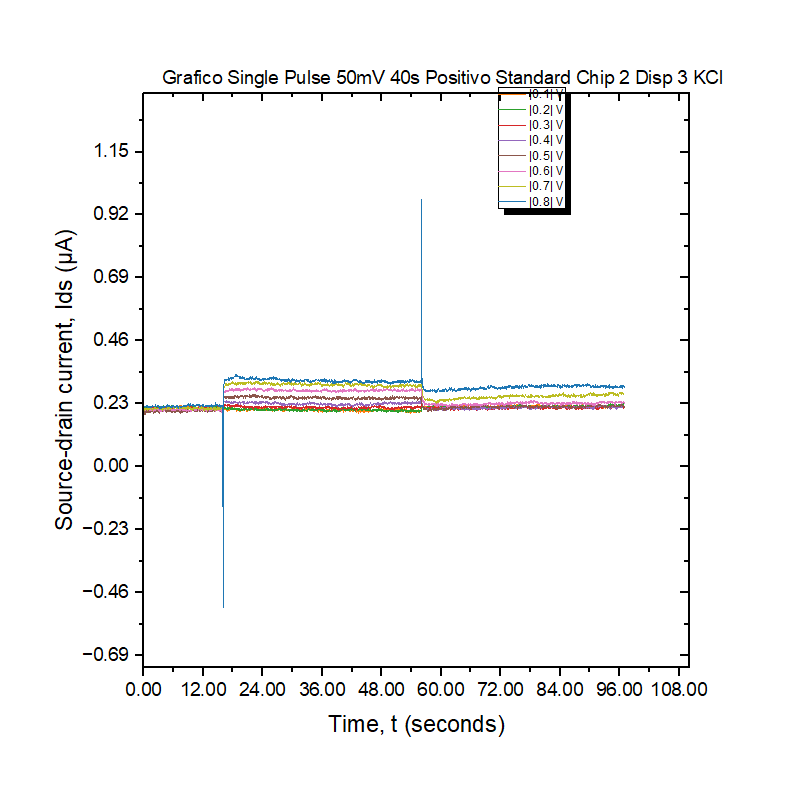 Grafico Single Pulse 50mV 40s Positivo Standard Chip 2 Disp 3 KCl
|0.1| V
|0.2| V
|0.3| V
|0.4| V
|0.5| V
|0.6| V
|0.7| V
|0.8| V
1.15
0.92
0.69
0.46
0.23
0.00
−0.23
−0.46
−0.69
Source-drain current, Ids (µA)
0.00 12.00 24.00 36.00 48.00 60.00 72.00 84.00 96.00 108.00
Time, t (seconds)